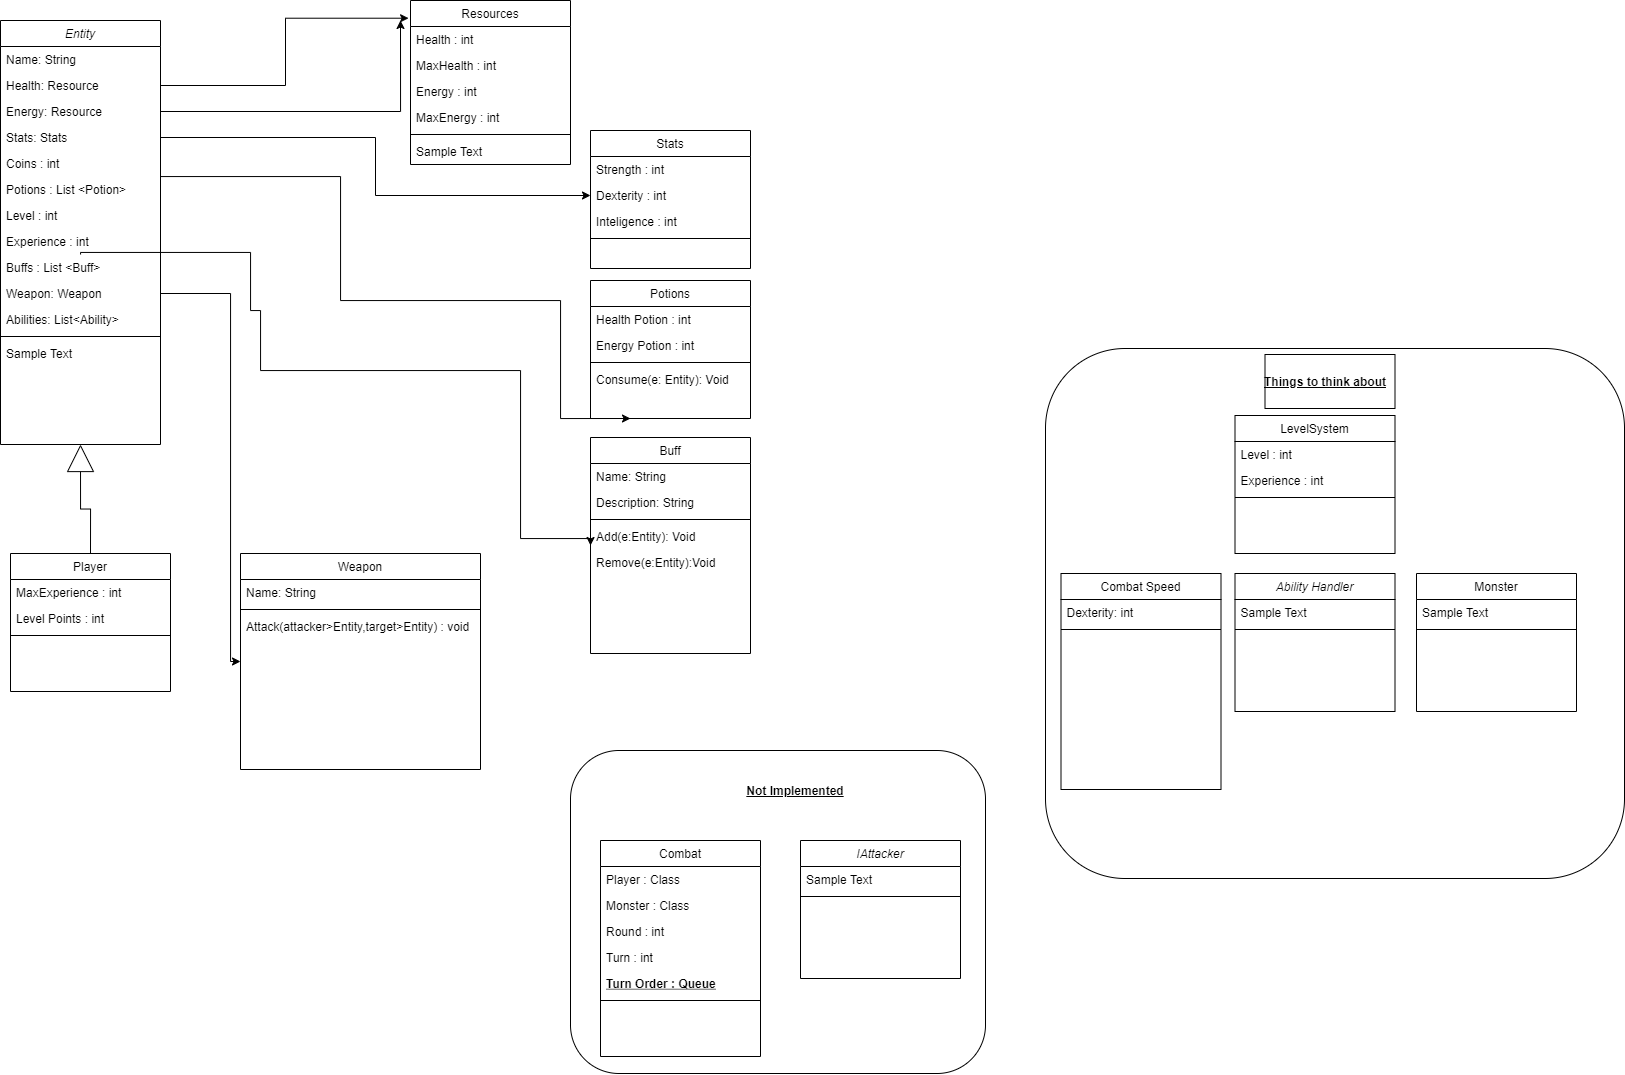 Entity
Name: String
Health: Resource
Energy: Resource
Stats: Stats
Coins : int
Potions : List <Potion>
Level : int
Experience : int
Buffs : List <Buff>
Weapon: Weapon
Abilities: List<Ability>
Sample Text
Resources
Health : int
MaxHealth : int
Energy : int
MaxEnergy : int
Sample Text
Stats
Strength : int
Dexterity : int
Inteligence : int
Potions
Health Potion : int
Energy Potion : int
Consume(e: Entity): Void
Buff
Name: String
Description: String
Add(e:Entity): Void
Remove(e:Entity):Void
Player
MaxExperience : int
Level Points : int
Weapon
Name: String
Attack(attacker>Entity,target>Entity) : void
Things to think about
LevelSystem
Level : int
Experience : int
Combat Speed
Dexterity: int
Ability Handler
Sample Text
Monster
Sample Text
Not Implemented
Combat
Player : Class
Monster : Class
Round : int
Turn : int
Turn Order : Queue
IAttacker
Sample Text